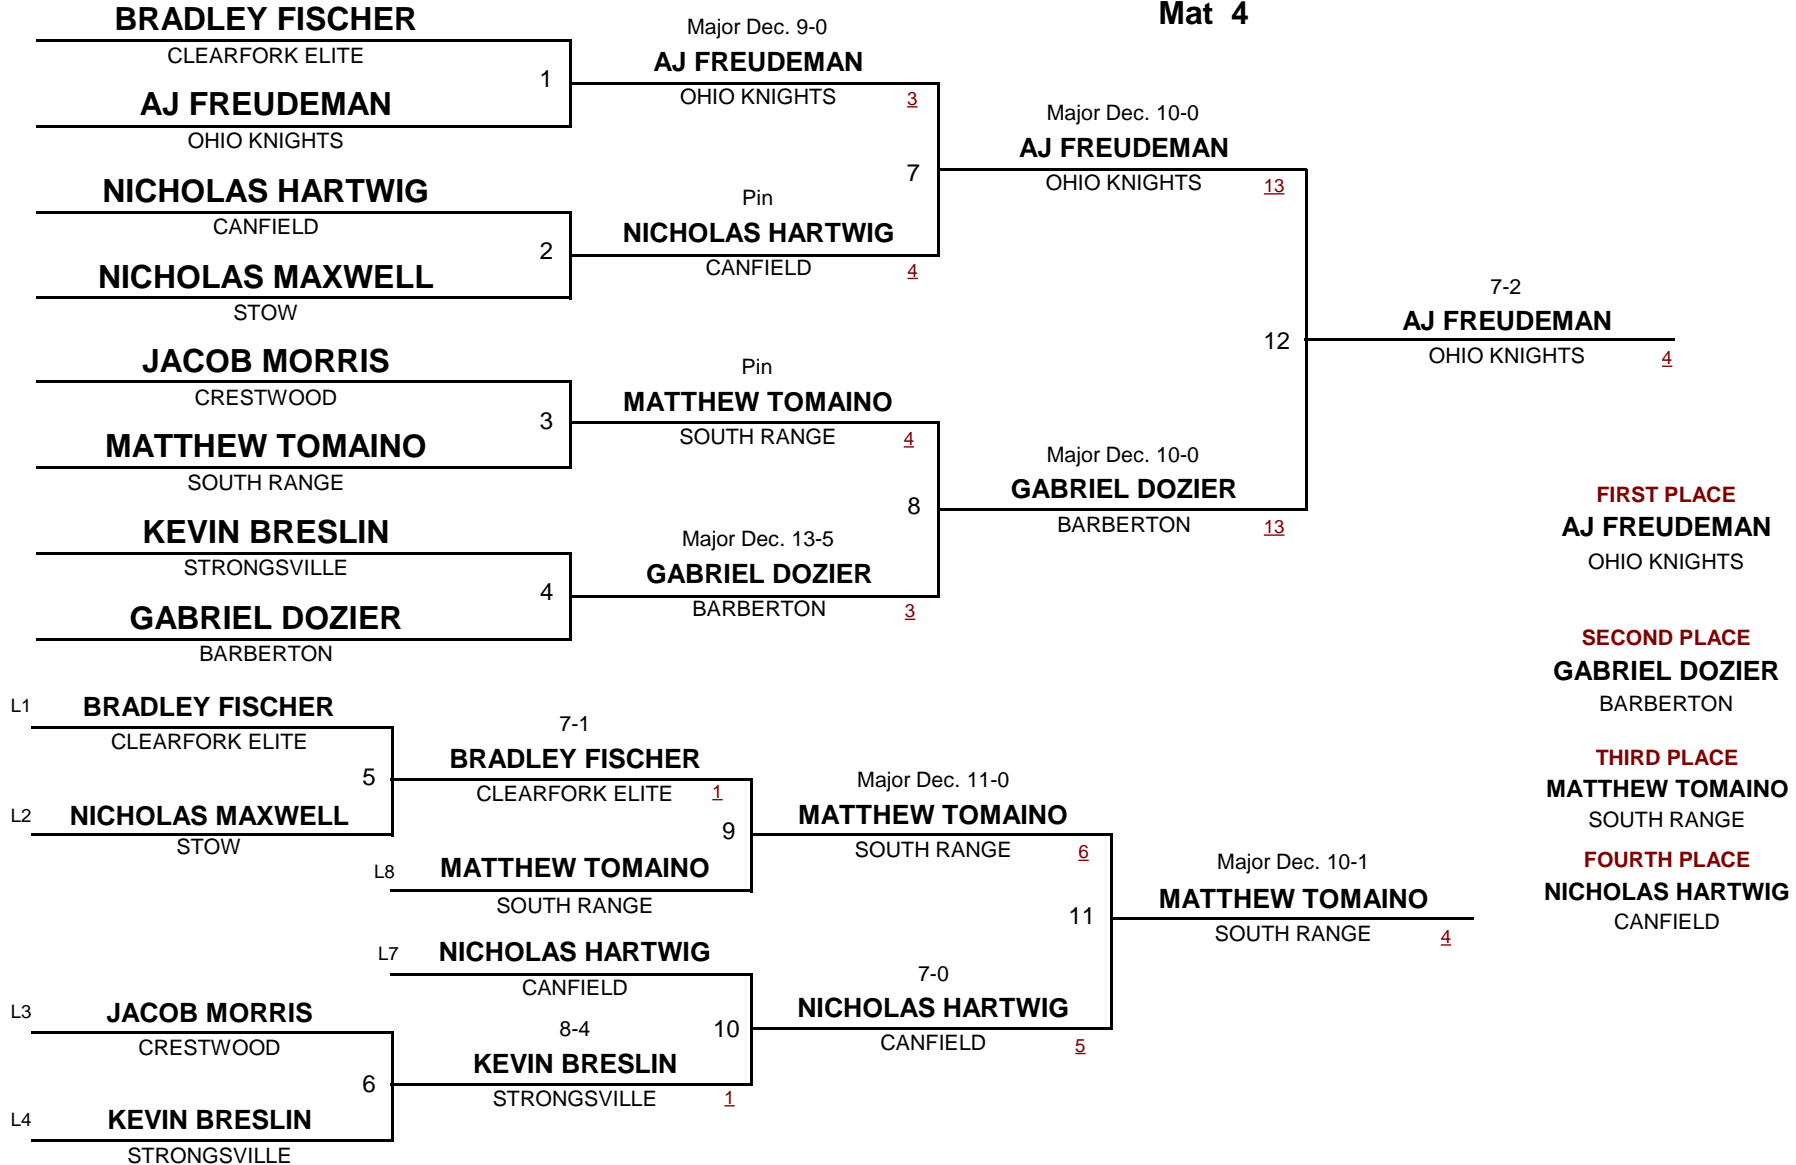 Mat 4
BRADLEY FISCHER
CLEARFORK ELITE
1
AJ FREUDEMAN
OHIO KNIGHTS
NICHOLAS HARTWIG
CANFIELD
2
NICHOLAS MAXWELL
STOW
JACOB MORRIS
CRESTWOOD
3
MATTHEW TOMAINO
SOUTH RANGE
KEVIN BRESLIN
STRONGSVILLE
4
GABRIEL DOZIER
BARBERTON
Major Dec. 9-0
AJ FREUDEMAN
OHIO KNIGHTS 3
7
Pin
NICHOLAS HARTWIG
CANFIELD 4
Pin
MATTHEW TOMAINO
SOUTH RANGE 4
8
Major Dec. 13-5
GABRIEL DOZIER
BARBERTON 3
Major Dec. 10-0
AJ FREUDEMAN
OHIO KNIGHTS 13
12
Major Dec. 10-0
GABRIEL DOZIER
BARBERTON 13
7-2
AJ FREUDEMAN
OHIO KNIGHTS 4
L1 BRADLEY FISCHER
CLEARFORK ELITE
5
L2 NICHOLAS MAXWELL
STOW
L3 JACOB MORRIS
CRESTWOOD
6
L4 KEVIN BRESLIN
STRONGSVILLE
7-1
BRADLEY FISCHER
CLEARFORK ELITE 1
9
L8 MATTHEW TOMAINO
SOUTH RANGE
L7 NICHOLAS HARTWIG
CANFIELD
8-4 10
KEVIN BRESLIN
STRONGSVILLE 1
Major Dec. 11-0
MATTHEW TOMAINO
SOUTH RANGE 6
11
7-0
NICHOLAS HARTWIG
CANFIELD 5
Major Dec. 10-1
MATTHEW TOMAINO
SOUTH RANGE 4
FIRST PLACE
AJ FREUDEMAN
OHIO KNIGHTS
SECOND PLACE
GABRIEL DOZIER
BARBERTON
THIRD PLACE
MATTHEW TOMAINO
SOUTH RANGE
FOURTH PLACE
NICHOLAS HARTWIG
CANFIELD